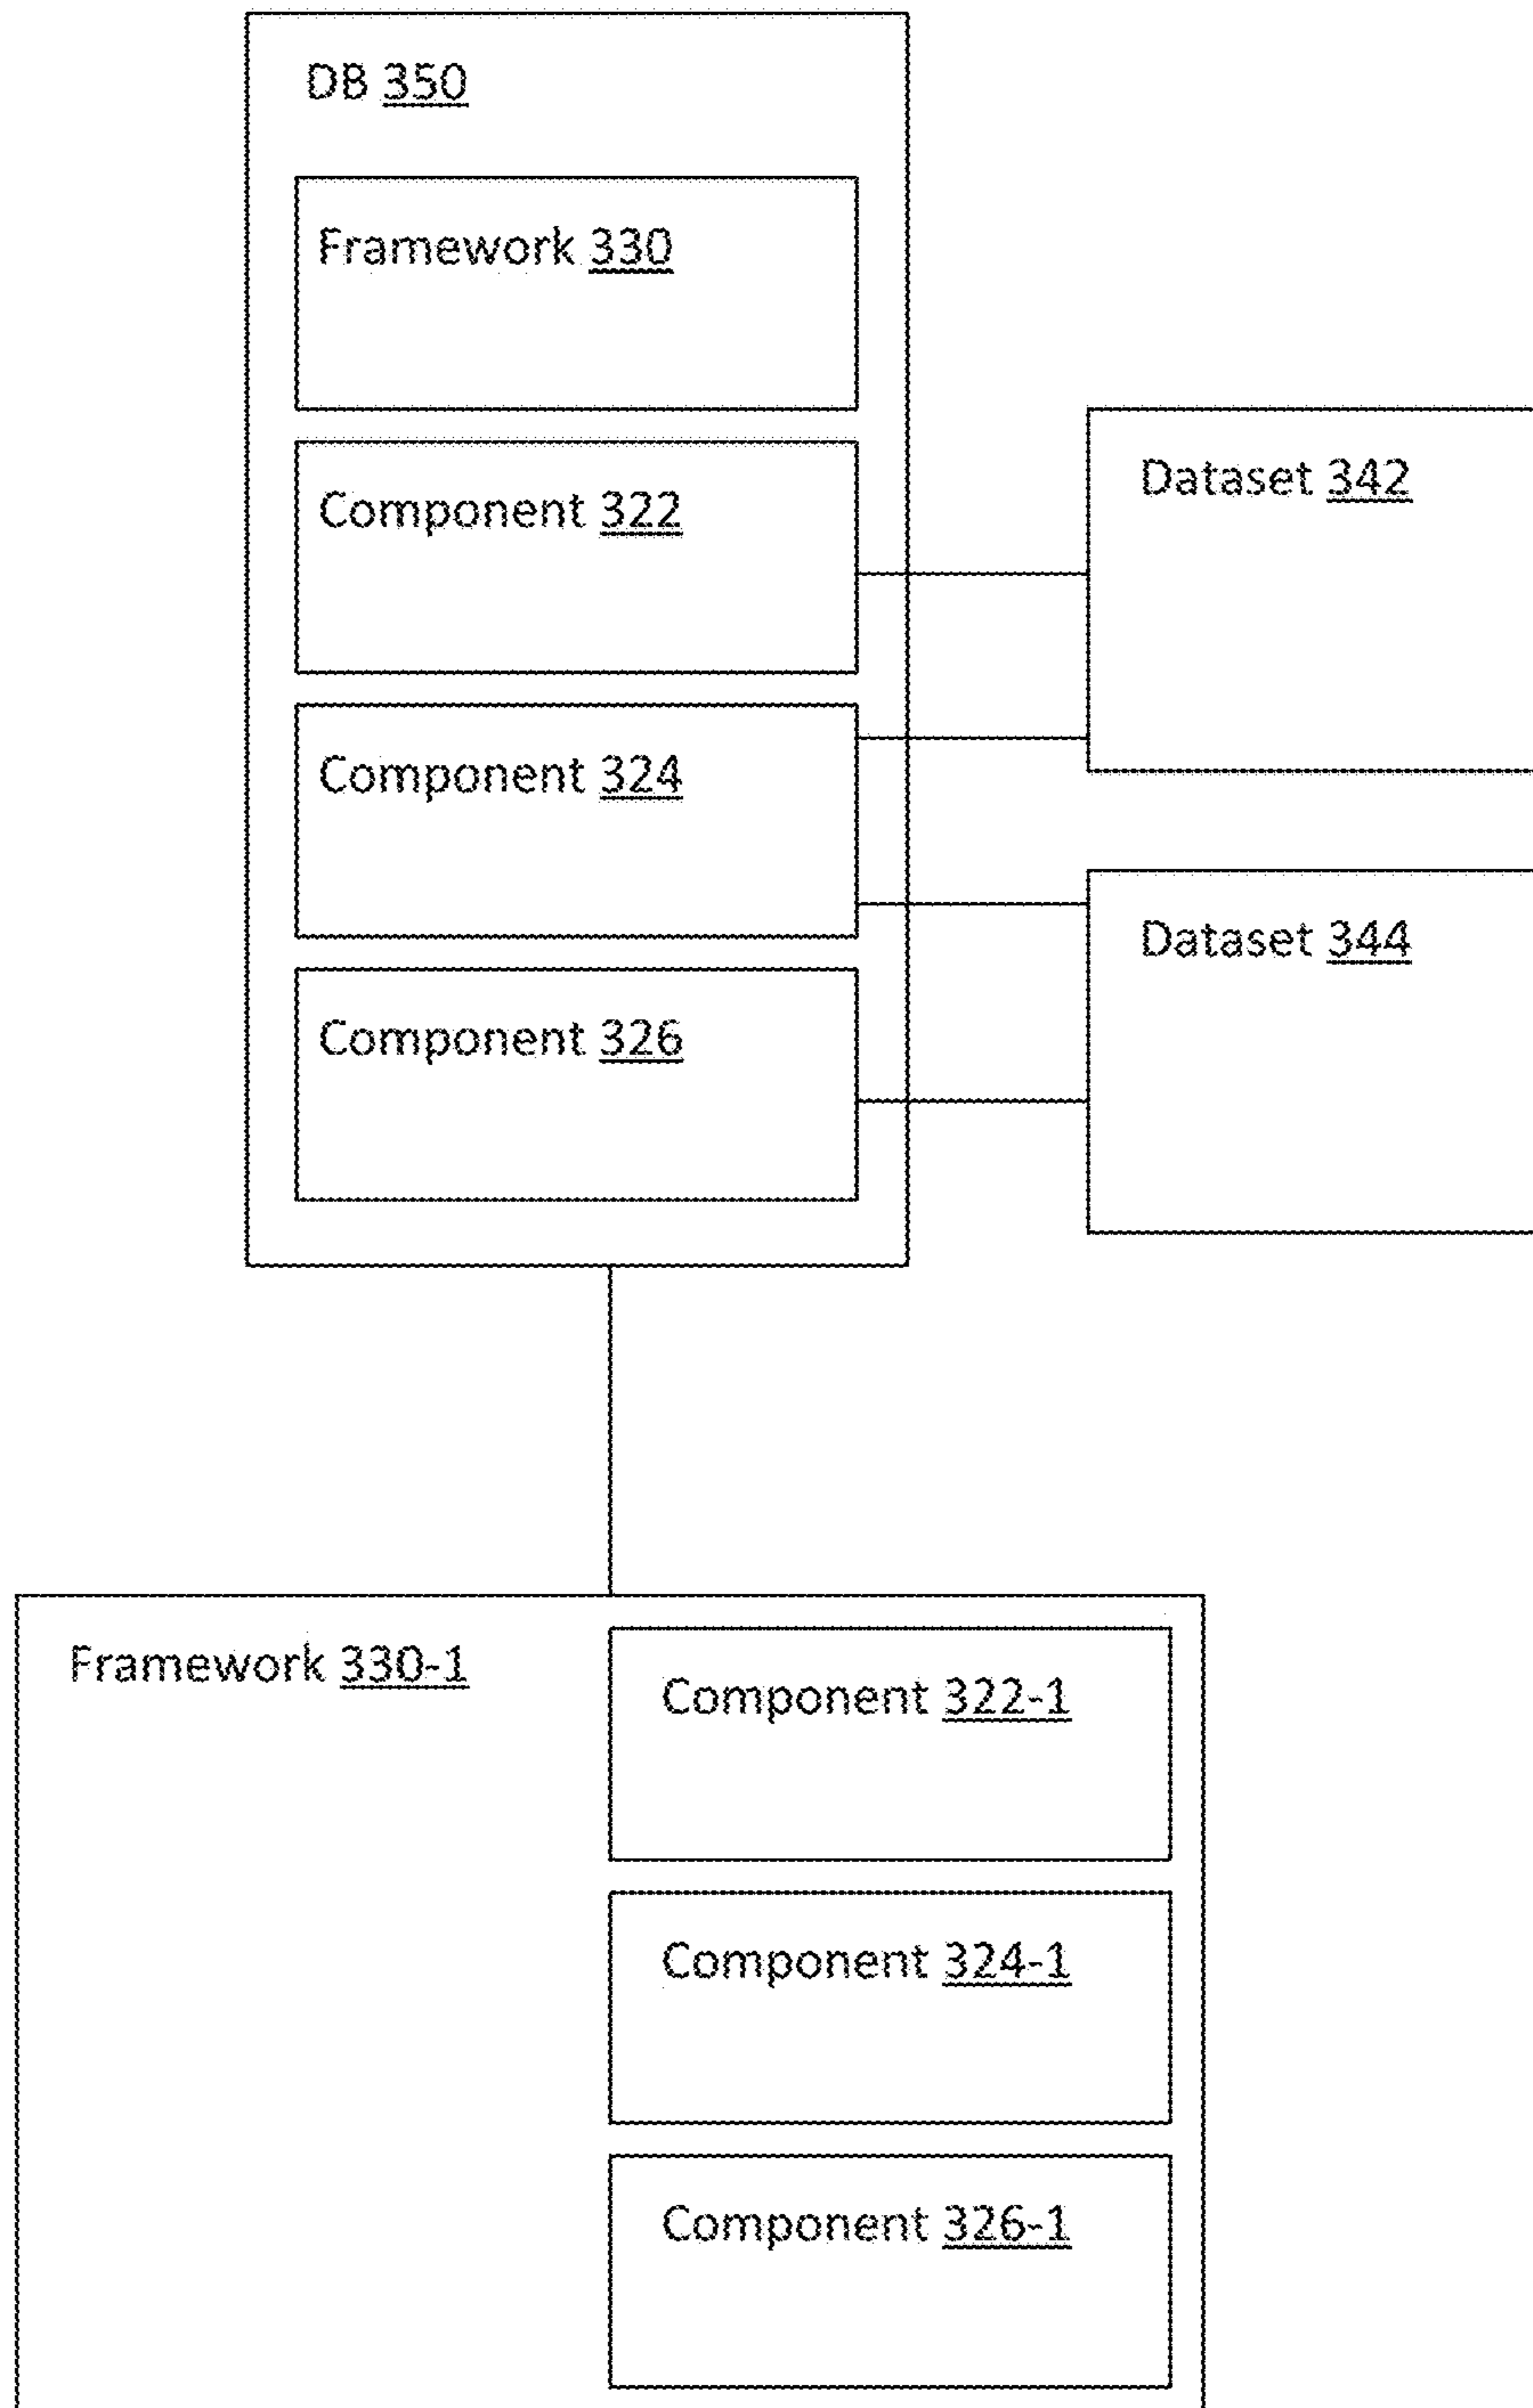 DB 350
Framework 330
Component 322
Dataset 342
Component 324
Dataset 344
Component 326
Framework 330-1
Component 322-1
Component 324-1
Component 326-1